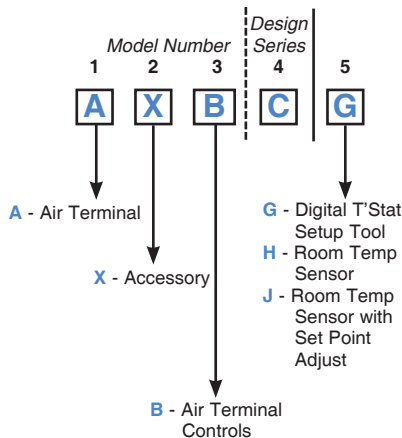 Design
Model Number Series
1 2 3 4 5
A X B C G
A - Air Terminal
X - Accessory
B - Air Terminal
Controls
G - Digital T'Stat
Setup Tool
H - Room Temp
Sensor
J - Room Temp
Sensor with
Set Point
Adjust